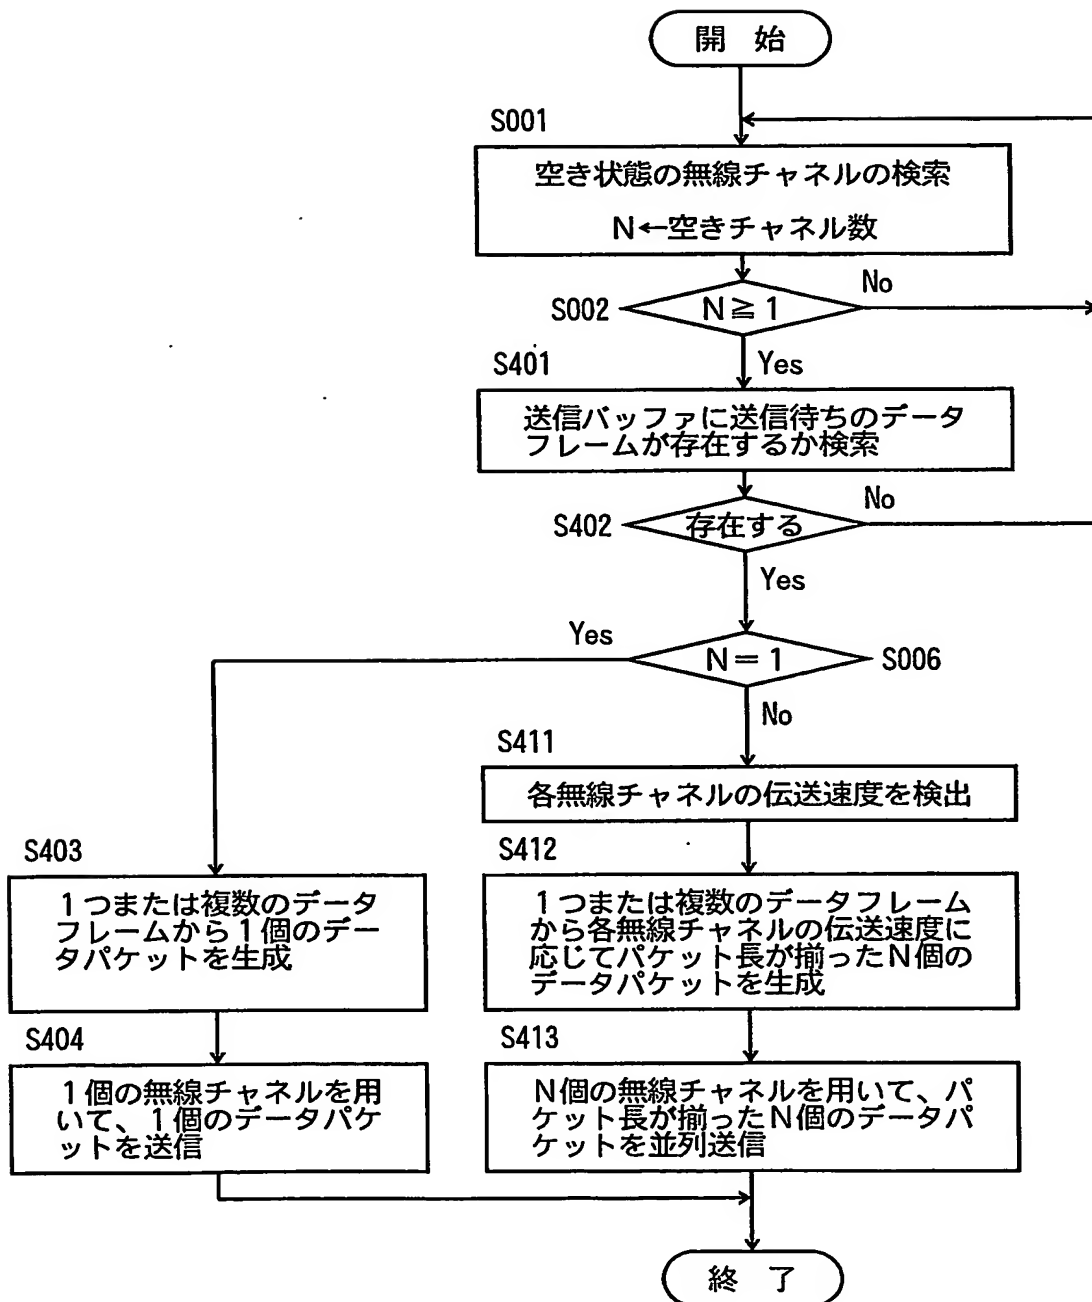 開 始
S001
空き状態の無線チャネルの検索
N←空きチャネル数
No
S002
N≧1
Yes
S401
送信バッファに送信待ちのデータ
フレームが存在するか検索
No
S402
存在する
Yes
Yes
N=1
S006
No
S411
各無線チャネルの伝送速度を検出
S403
1つまたは複数のデータ
フレームから1個のデー
タパケットを生成
S412
1つまたは複数のデータフレーム
から各無線チャネルの伝送速度に
応じてパケット長が揃ったN個の
データパケットを生成
S404
1個の無線チャネルを用
いて、1個のデータパケ
ットを送信
S413
N個の無線チャネルを用いて、パ
ケット長が揃ったN個のデータパ
ケットを並列送信
終 了